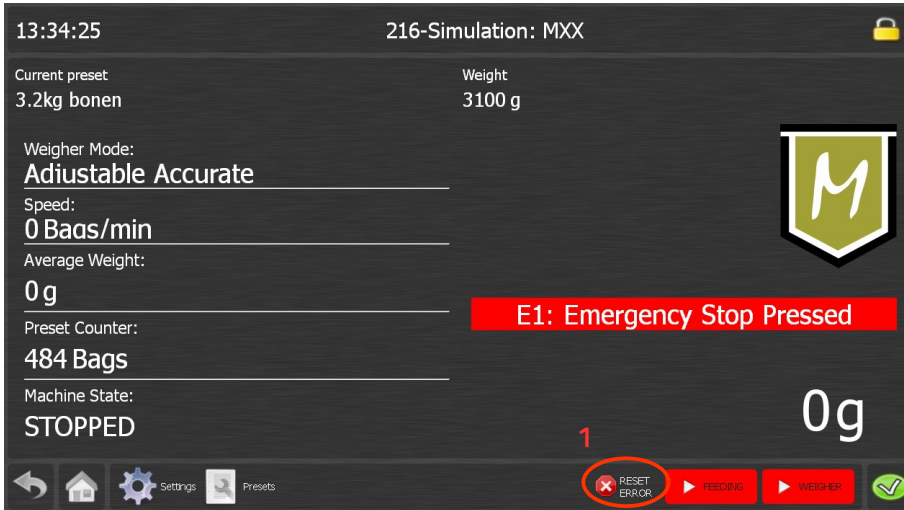 13:34:25
216-Simulation: MXX
Current preset
3.2kg bonen
Weight
3100 g
Weigher Mode:
Adiustable Accurate
Speed:
0 Bags/min
Average Weight:
0 g
Preset Counter:
484 Bags
Machine State:
STOPPED
M
E1: Emergency Stop Pressed
0g
1
Settings
Presets
RESET
ERROR
FEEDING
WEIGHER